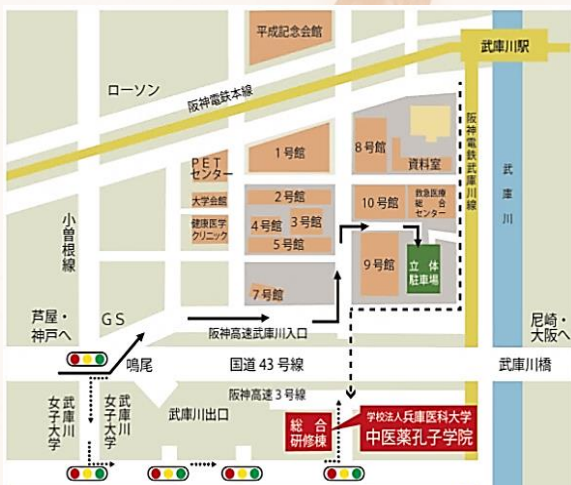 平成記念会館
武庫川駅
ローソン
阪神電鉄本線
1号館
8号館
資料室
PET
センター
大学会館
健康医学
クリニック
2号館
4号館
3号館
5号館
10号館
救急医療
総合
センター
9号館
立体
駐車場
7号館
阪神電鉄武庫川線
武庫川
小曽根線
芦屋・
神戸へ
GS
阪神高速武庫川入口
尼崎・
大阪へ
鳴尾
国道43号線
武庫川橋
阪神高速3号線
武庫川
女子大学
武庫川
女子大学
武庫川出口
総合
研修棟
学校法人兵庫医科大学
中医薬孔子学院